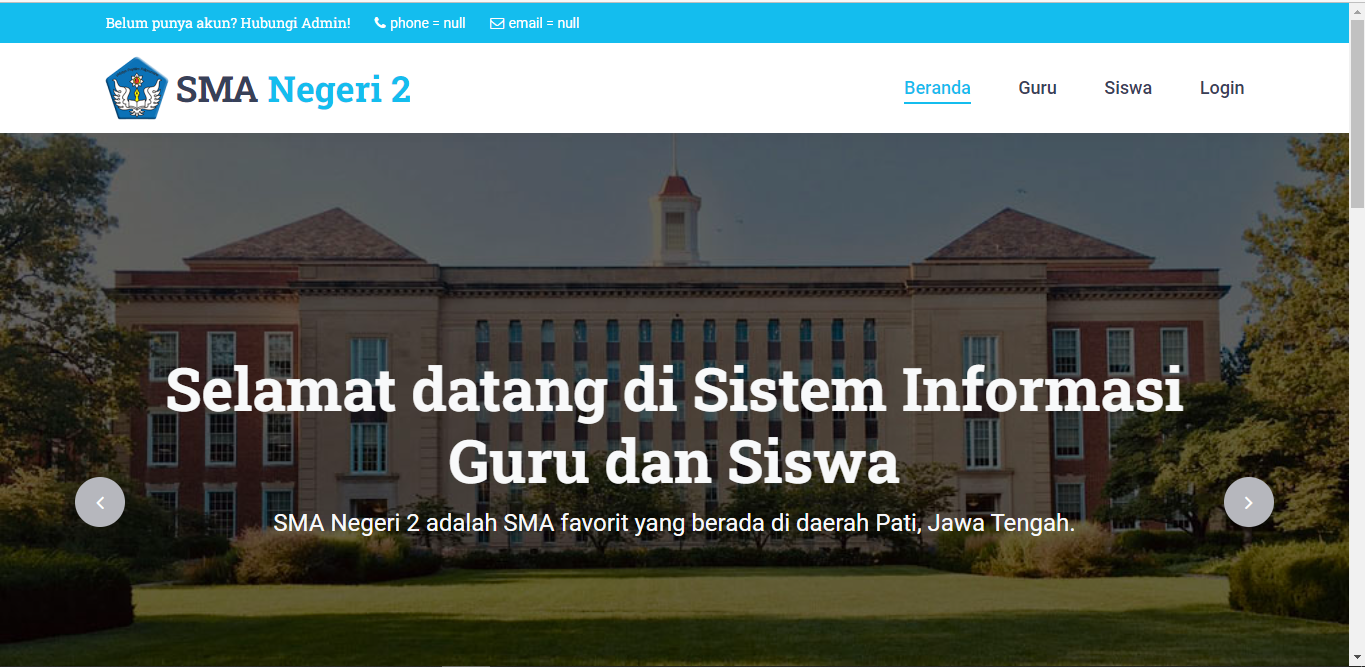 Belum punya akun? Hubungi Admin! phone = null email = null
SMA Negeri 2
Beranda Guru Siswa Login
Selamat datang di Sistem Informasi
Guru dan Siswa
SMA Negeri 2 adalah SMA favorit yang berada di daerah Pati, Jawa Tengah.